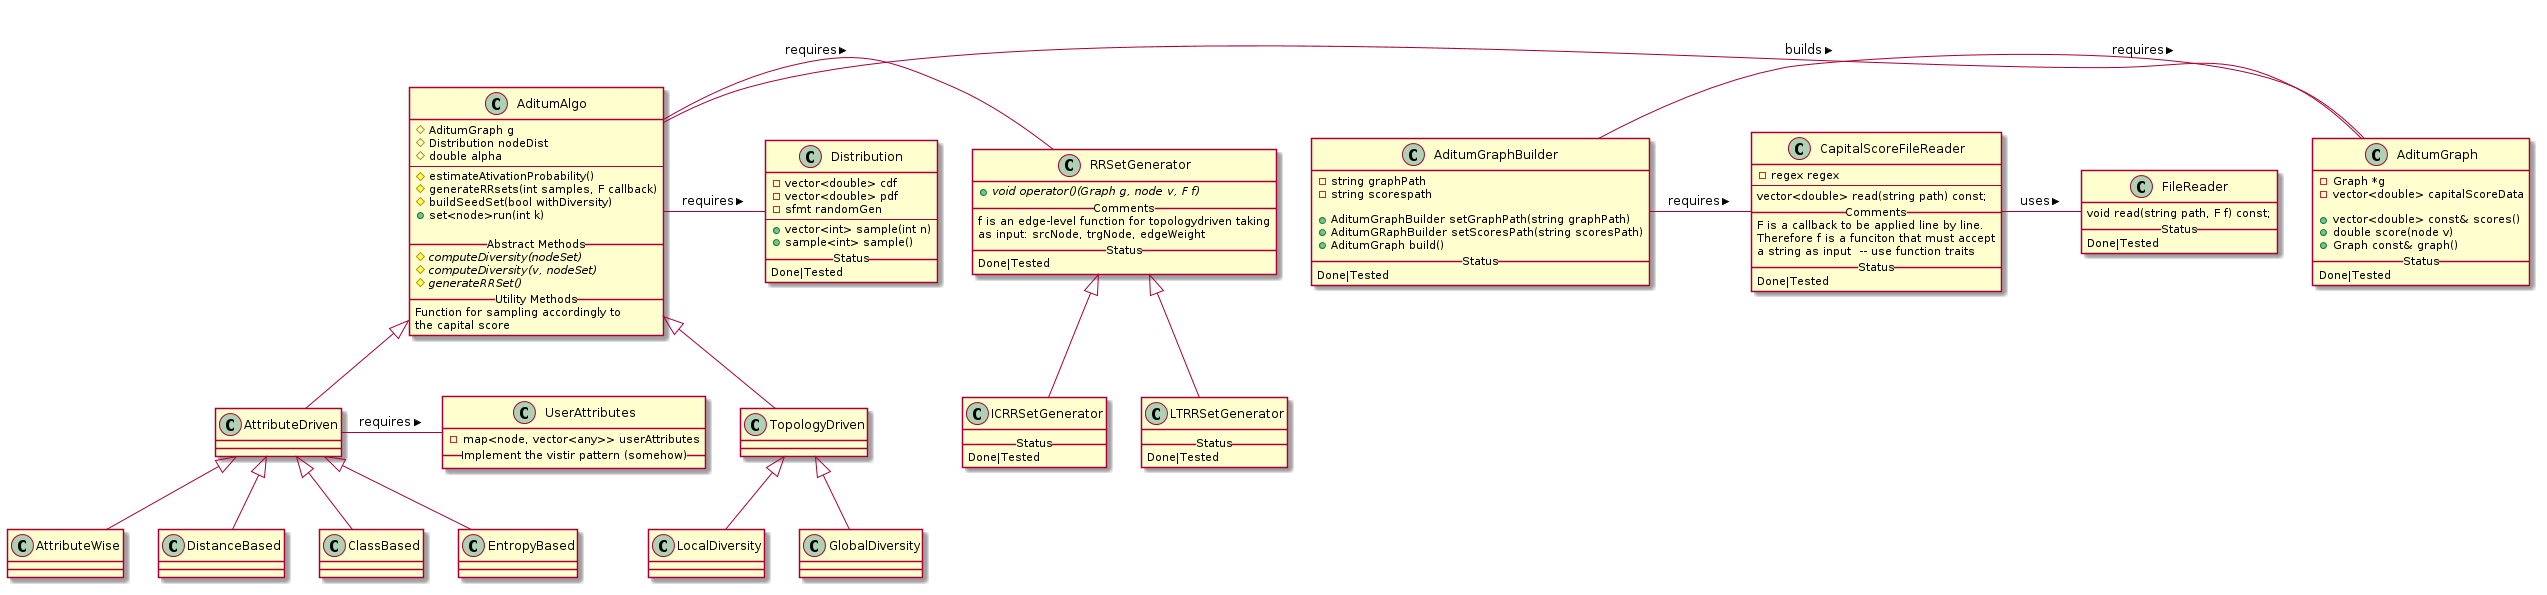 requires
builds
requires
C AditumAlgo
AditumGraph g
Distribution nodeDist
double alpha
estimateAtivationProbability()
generateRRsets(int samples, F callback)
buildSeedSet(bool withDiversity)
set<node>run(int k)
Abstract Methods
computeDiversity(nodeSet)
computeDiversity(v, nodeSet)
generateRRSet()
Utility Methods
Function for sampling accordingly to
the capital score
requires
C Distribution
vector<double> cdf
vector<double> pdf
sfmt randomGen
vector<int> sample(int n)
sample<int> sample()
Status
Done|Tested
C RRSetGenerator
void operator()(Graph g, node v, F f)
Comments
f is an edge-level function for topologydriven taking
as input: srcNode, trgNode, edgeWeight
Status
Done|Tested
C AditumGraphBuilder
string graphPath
string scorespath
AditumGraphBuilder setGraphPath(string graphPath)
AditumGRaphBuilder setScoresPath(string scoresPath)
AditumGraph build()
Status
Done|Tested
requires
C CapitalScoreFileReader
regex regex
vector<double> read(string path) const;
Comments
F is a callback to be applied line by line.
Therefore f is a funciton that must accept
a string as input  -- use function traits
Status
Done|Tested
uses
C FileReader
void read(string path, F f) const;
Status
Done|Tested
C AditumGraph
Graph *g
vector<double> capitalScoreData
vector<double> const& scores()
double score(node v)
Graph const& graph()
Status
Done|Tested
C AttributeDriven
requires
C UserAttributes
map<node, vector<any>> userAttributes
Implement the vistir pattern (somehow)
C TopologyDriven
C ICRRSetGenerator
Status
Done|Tested
C LTRRSetGenerator
Status
Done|Tested
C AttributeWise
C DistanceBased
C ClassBased
C EntropyBased
C LocalDiversity
C GlobalDiversity